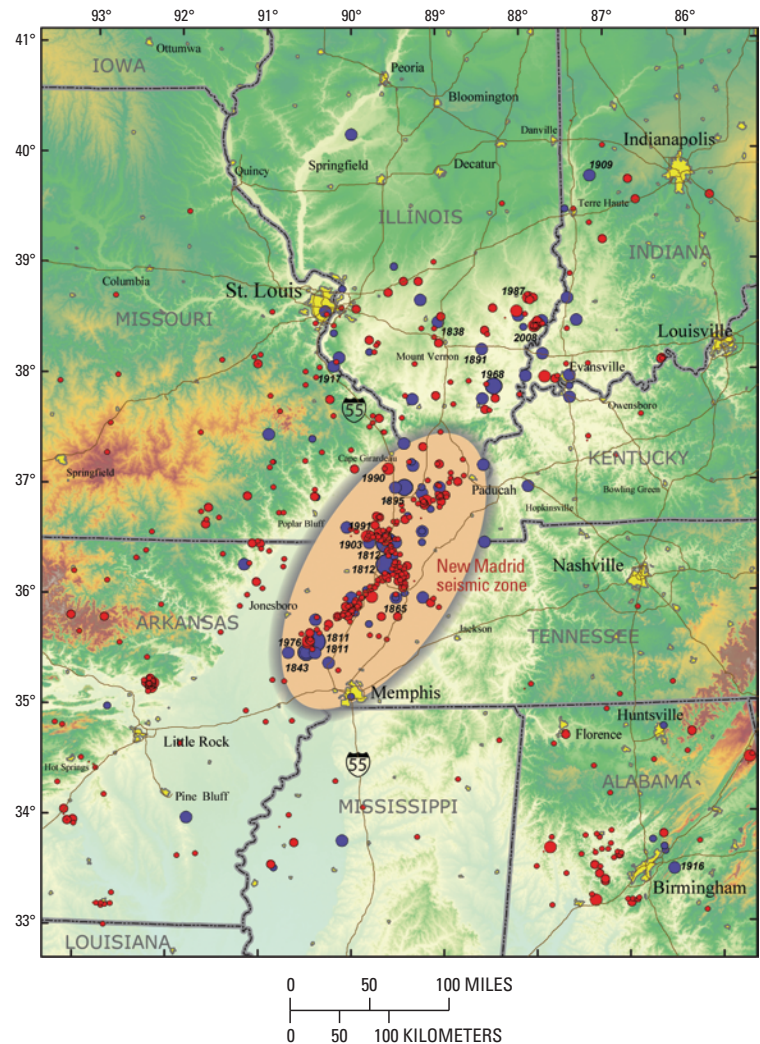 93°
92°
91°
90°
89°
88°
87°
86°
41°
IOWA
Ottumwa
Peoria
Bloomington
Danville
Indianapolis
40°
Quincy
Springfield
Decatur
1909
Terre Haute
ILLINOIS
INDIANA
39°
Columbia
St. Louis
1987
MISSOURI
1838
2008
Louisville
Mount Vernon
1891
38°
1917
1968
Evansville
55
Owensboro
Cape Girardeau
KENTUCKY
37°
Springfield
1990
Paducah
Bowling Green
1895
Hopkinsville
Poplar Bluff
1991
1903
1812
1812
New Madrid
seismic zone
Nashville
36°
Jonesboro
1865
ARKANSAS
Jackson
TENNESSEE
1976
1811
1811
1843
35°
Memphis
Huntsville
Little Rock
Florence
Hot Springs
55
ALABAMA
Pine Bluff
MISSISSIPPI
34°
1916
Birmingham
33°
LOUISIANA
0 50 100 MILES
0 50 100 KILOMETERS